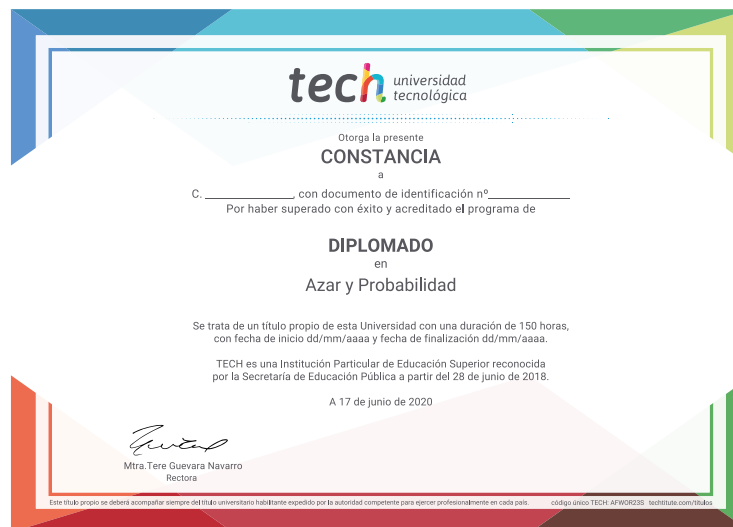 tech universidad
tecnológica
Otorga la presente
CONSTANCIA
a
C. ______________, con documento de identificación nº______________
Por haber superado con éxito y acreditado el programa de
DIPLOMADO
en
Azar y Probabilidad
Se trata de un título propio de esta Universidad con una duración de 150 horas,
con fecha de inicio dd/mm/aaaa y fecha de finalización dd/mm/aaaa.
TECH es una Institución Particular de Educación Superior reconocida
por la Secretaría de Educación Pública a partir del 28 de junio de 2018.
A 17 de junio de 2020
Mtra.Tere Guevara Navarro
Rectora
Este título propio se deberá acompañar siempre del título universitario habilitante expedido por la autoridad competente para ejercer profesionalmente en cada país. código único TECH: AFWOR23S techtitute.com/titulos